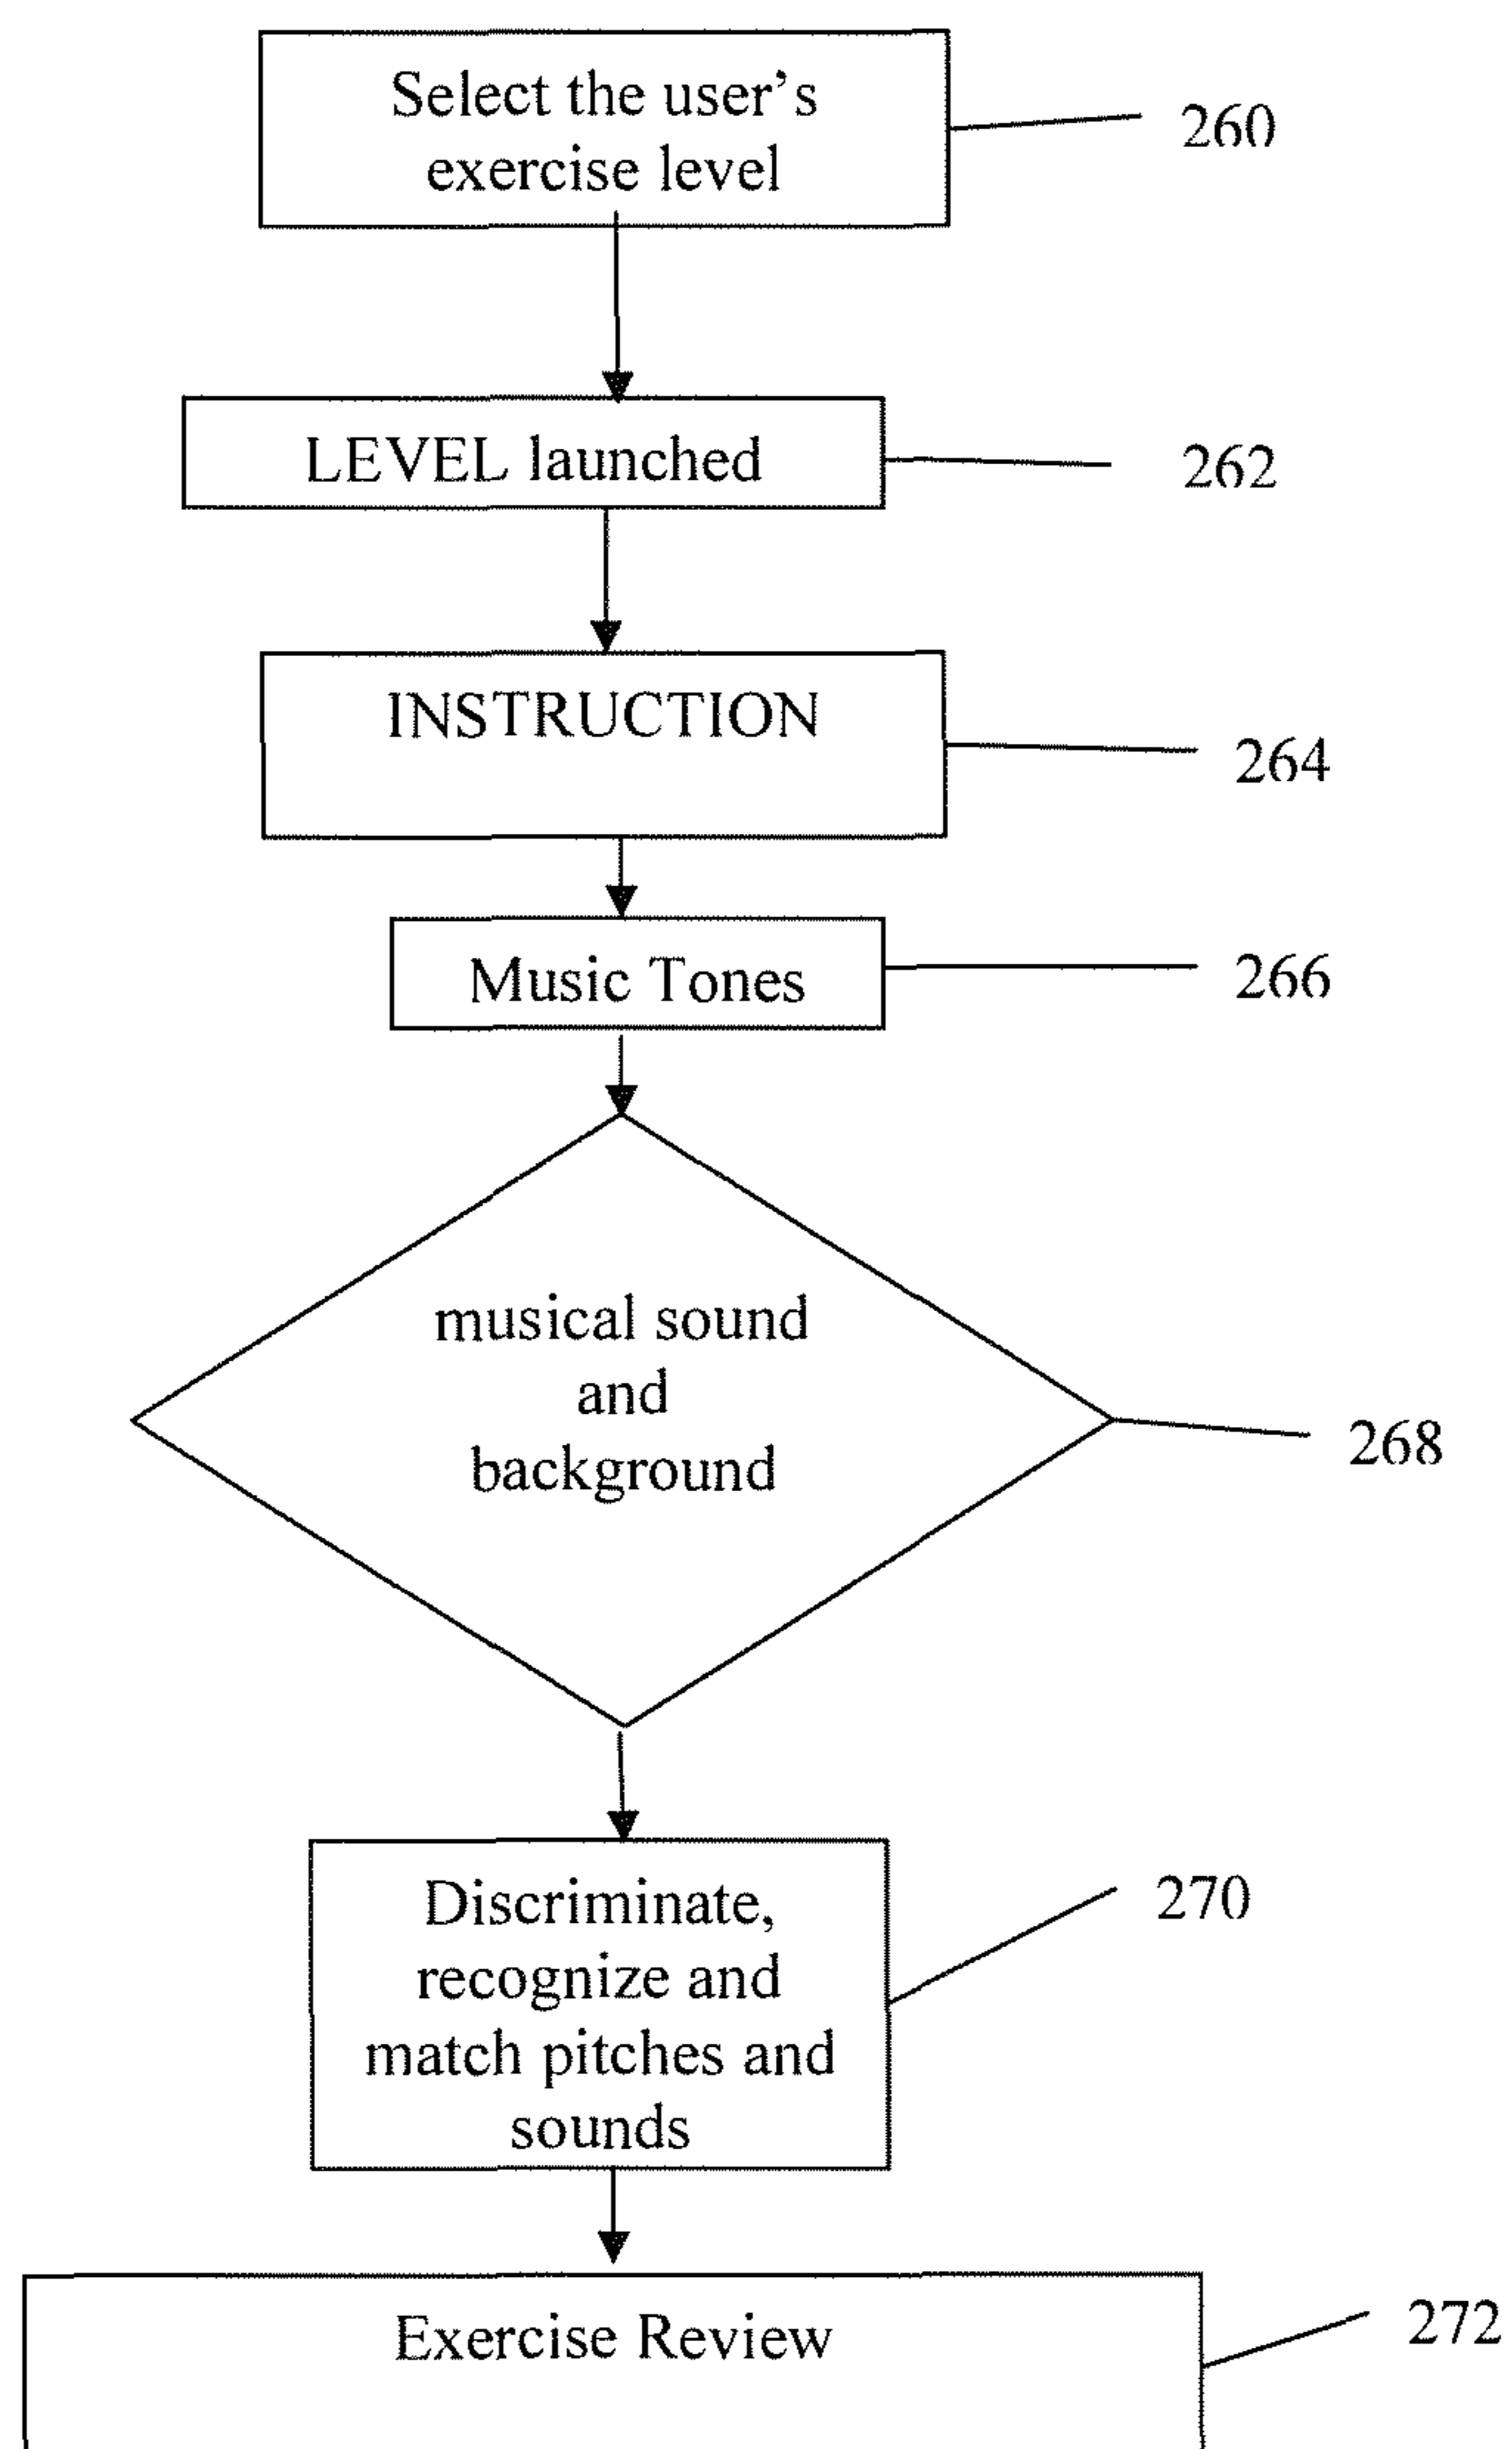 Select the user's
exercise level
260
LEVEL launched
262
INSTRUCTION
264
Music Tones
266
musical sound
and
background
268
Discriminate,
recognize and
match pitches and
sounds
270
Exercise Review
272